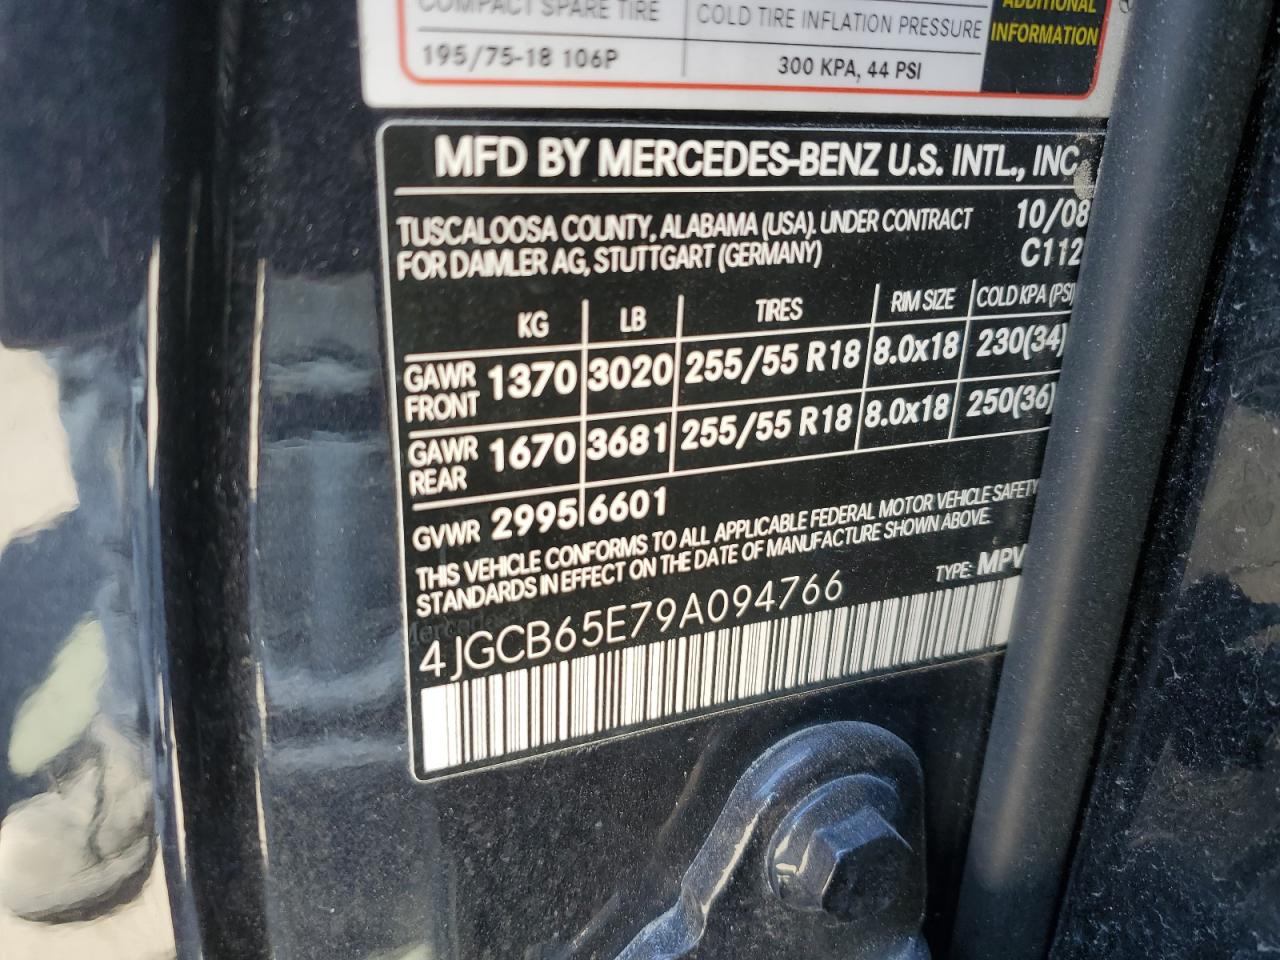 COMPACT SPARE TIRE COLD TIRE INFLATION PRESSURE
195/75-18 106P 300 KPA, 44 PSI
ADDITIONAL
INFORMATION
MFD BY MERCEDES-BENZ U.S. INTL., INC
TUSCALOOSA COUNTY, ALABAMA (USA). UNDER CONTRACT 10/08
FOR DAIMLER AG, STUTTGART (GERMANY) C112
KG LB TIRES RIM SIZE COLD KPA (PSI)
GAWR FRONT 1370 3020 255/55 R18 8.0x18 230(34)
GAWR REAR 1670 3681 255/55 R18 8.0x18 250(36)
GVWR 2995 6601
THIS VEHICLE CONFORMS TO ALL APPLICABLE FEDERAL MOTOR VEHICLE SAFETY
STANDARDS IN EFFECT ON THE DATE OF MANUFACTURE SHOWN ABOVE.
4JGCB65E79A094766 TYPE: MPV